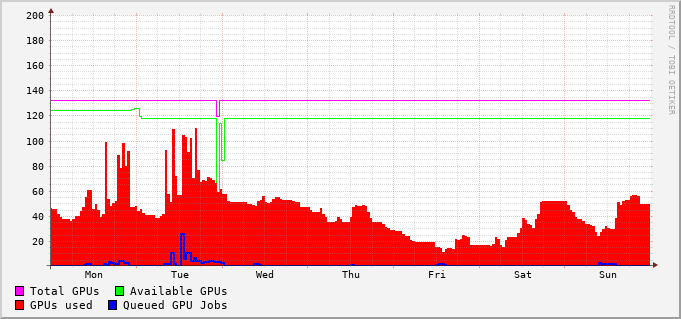 200
180
160
140
120
100
80
60
40
20
Mon Tue Wed Thu Fri Sat Sun
Total GPUs Available GPUs
GPUs used Queued GPU Jobs
RRDTOOL / TOBI OETIKER